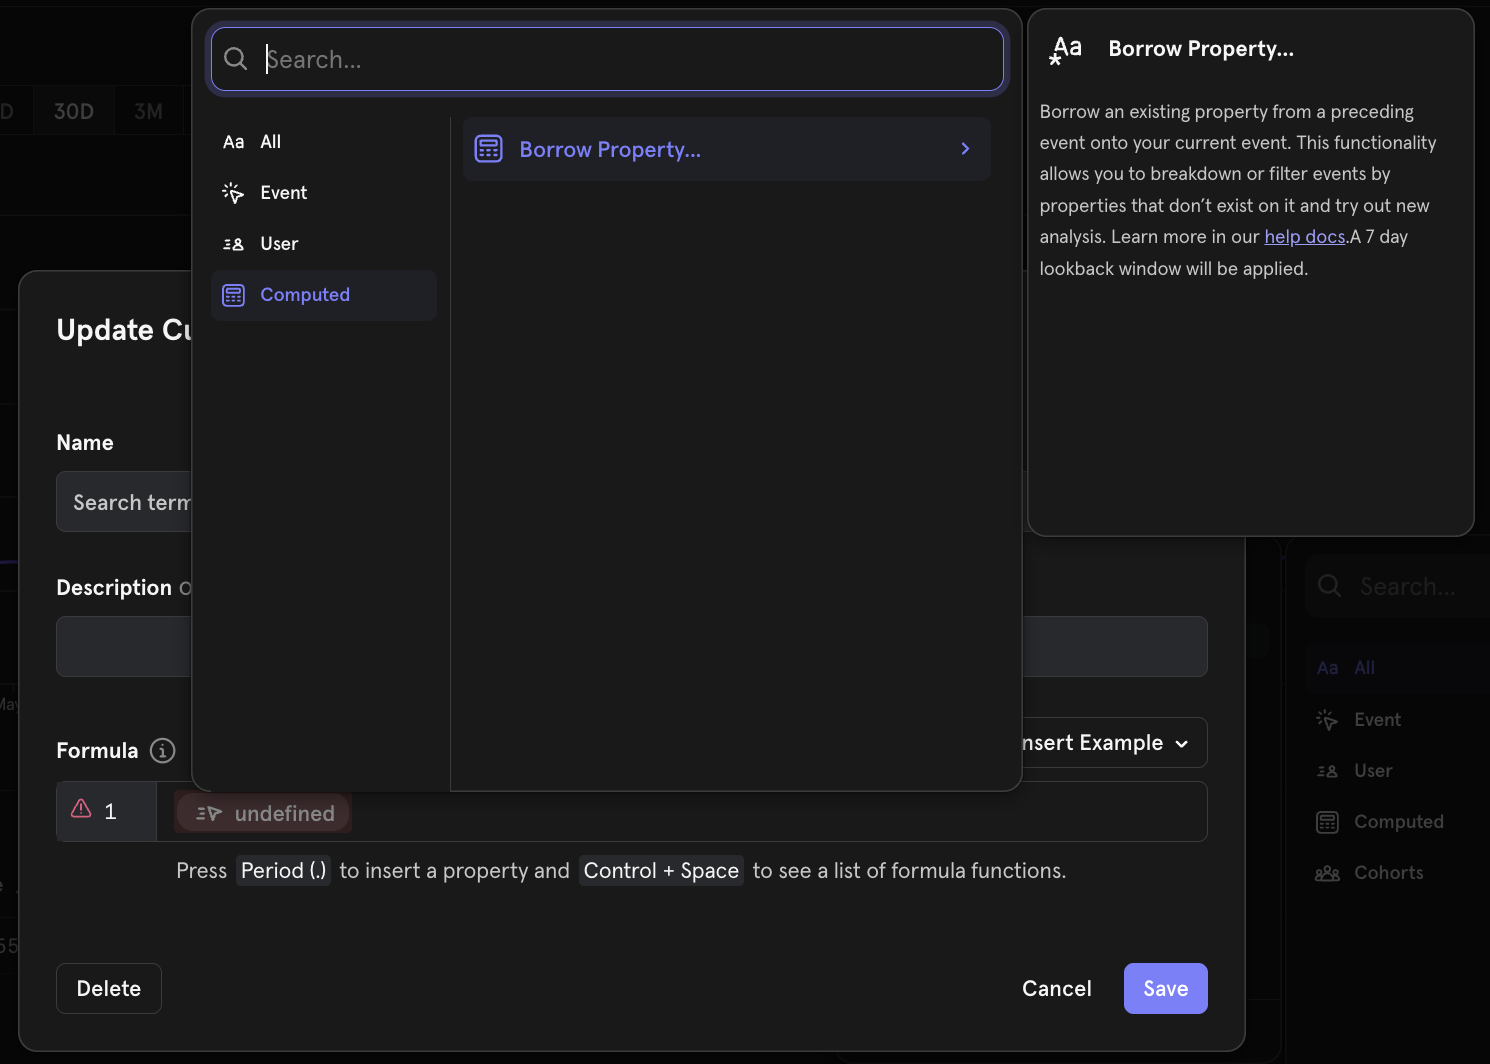 Search...
Aa All
Event
User
Computed
Borrow Property...
Aa Borrow Property...
Borrow an existing property from a preceding
event onto your current event. This functionality
allows you to breakdown or filter events by
properties that don’t exist on it and try out new
analysis. Learn more in our help docs.A 7 day
lookback window will be applied.
D 30D 3M
Update
Name
Search
Description
Formula
Example
1 undefined
Press Period (.) to insert a property and Control + Space to see a list of formula functions.
Delete
Cancel
Save
Search...
Aa All
Event
User
Computed
Cohorts
May
55